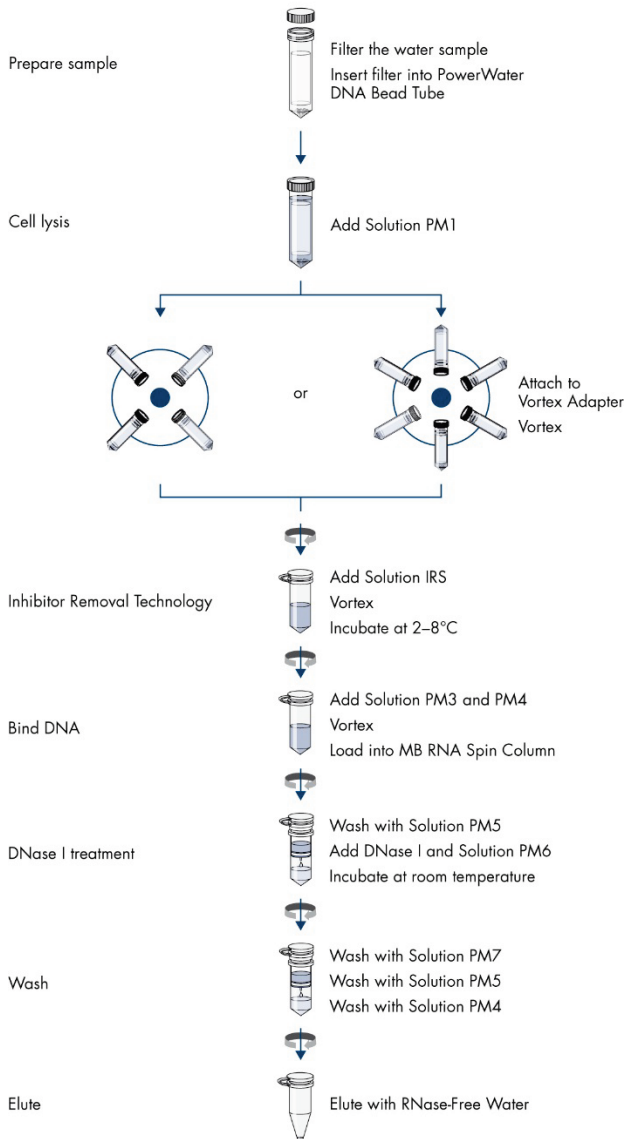 Prepare sample
Filter the water sample
Insert filter into PowerWater
DNA Bead Tube
Cell lysis
Add Solution PM1
or
Attach to
Vortex Adapter
Vortex
Inhibitor Removal Technology
Add Solution IRS
Vortex
Incubate at 2–8°C
Bind DNA
Add Solution PM3 and PM4
Vortex
Load into MB RNA Spin Column
DNase I treatment
Wash with Solution PM5
Add DNase I and Solution PM6
Incubate at room temperature
Wash
Wash with Solution PM7
Wash with Solution PM5
Wash with Solution PM4
Elute
Elute with RNase-Free Water